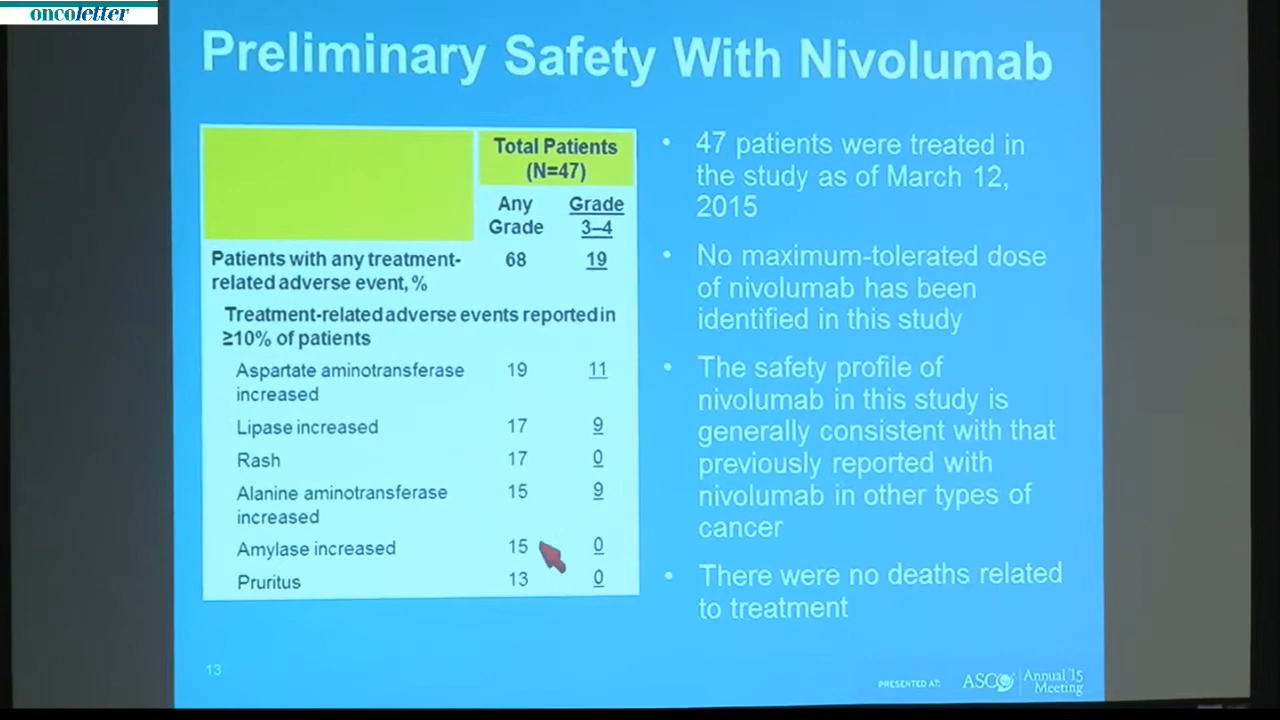 oncoletter
Preliminary Safety With Nivolumab
Total Patients
(N=47)
Any
Grade
Grade
3–4
Patients with any treatment-
related adverse event, %
68
19
Treatment-related adverse events reported in
≥10% of patients
Aspartate aminotransferase
increased
19
11
Lipase increased
17
9
Rash
17
0
Alanine aminotransferase
increased
15
9
Amylase increased
15
0
Pruritus
13
0
• 47 patients were treated in
the study as of March 12,
2015
• No maximum-tolerated dose
of nivolumab has been
identified in this study
• The safety profile of
nivolumab in this study is
generally consistent with that
previously reported with
nivolumab in other types of
cancer
• There were no deaths related
to treatment
13
PRESENTED AT:
ASCO
Annual '15
Meeting